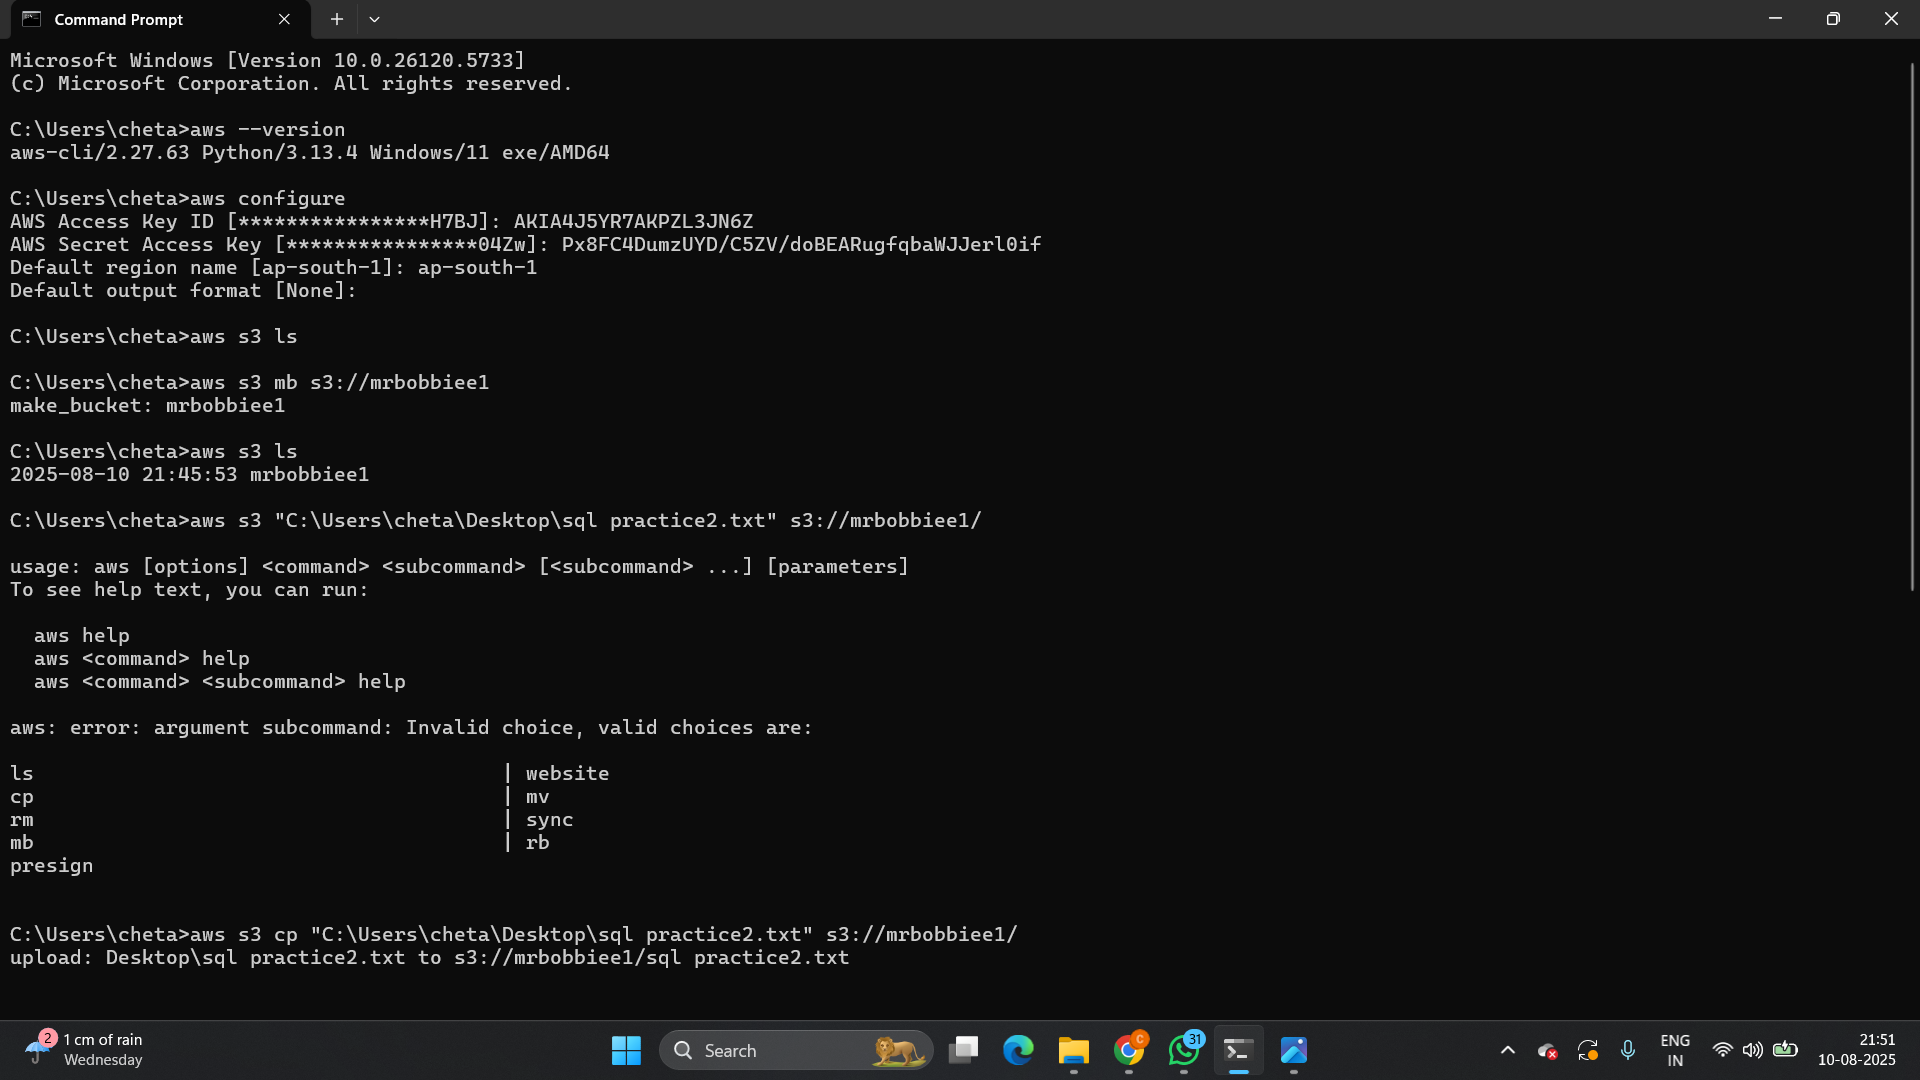 Command Prompt
Microsoft Windows [Version 10.0.26120.5733]
(c) Microsoft Corporation. All rights reserved.
C:\Users\cheta>aws --version
aws-cli/2.27.63 Python/3.13.4 Windows/11 exe/AMD64
C:\Users\cheta>aws configure
AWS Access Key ID [****************H7BJ]: AKIA4J5YR7AKPZL3JN6Z
AWS Secret Access Key [****************04Zw]: 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
Default region name [ap-south-1]: ap-south-1
Default output format [None]:
C:\Users\cheta>aws s3 ls
C:\Users\cheta>aws s3 mb s3://mrbobbiee1
make_bucket: mrbobbiee1
C:\Users\cheta>aws s3 ls
2025-08-10 21:45:53 mrbobbiee1
C:\Users\cheta>aws s3 "C:\Users\cheta\Desktop\sql practice2.txt" s3://mrbobbiee1/
usage: aws [options] <command> <subcommand> [<subcommand> ...] [parameters]
To see help text, you can run:
aws help
aws <command> help
aws <command> <subcommand> help
aws: error: argument subcommand: Invalid choice, valid choices are:
ls | website
cp | mv
rm | sync
mb | rb
presign
C:\Users\cheta>aws s3 cp "C:\Users\cheta\Desktop\sql practice2.txt" s3://mrbobbiee1/
upload: Desktop\sql practice2.txt to s3://mrbobbiee1/sql practice2.txt
2
1 cm of rain
Wednesday
Search
C
31
ENG
IN
21:51
10-08-2025